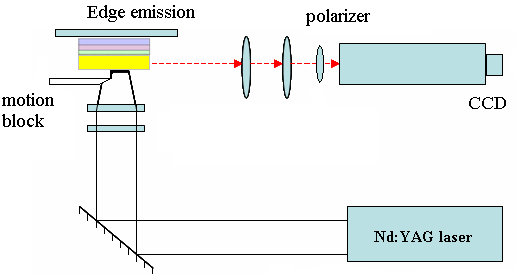 Edge emission
polarizer
motion
block
CCD
Nd:YAG laser